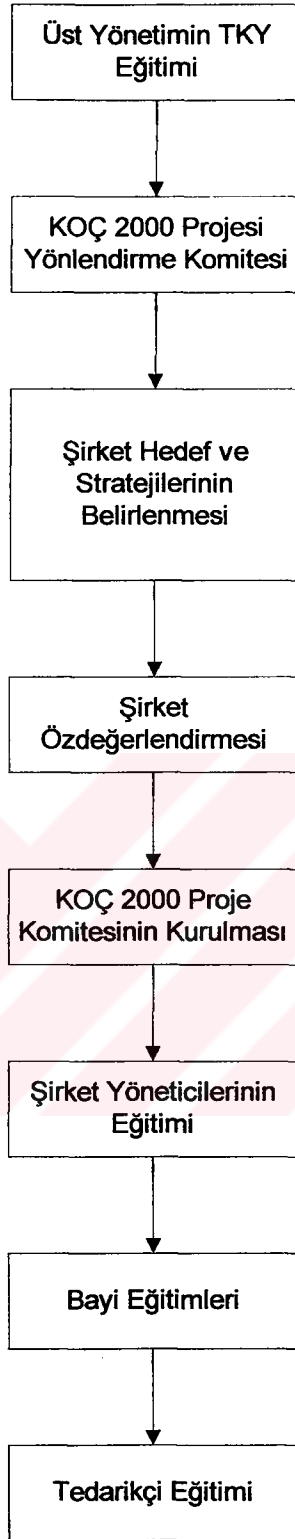 Üst Yönetimin TKY
Eğitimi
KOÇ 2000 Projesi
Yönlendirme Komitesi
Şirket Hedef ve
Stratejilerinin
Belirlenmesi
Şirket
Özdeğerlendirmesi
KOÇ 2000 Proje
Komitesinin Kurulması
Şirket Yöneticilerinin
Eğitimi
Bayi Eğitimleri
Tedarikçi Eğitimi